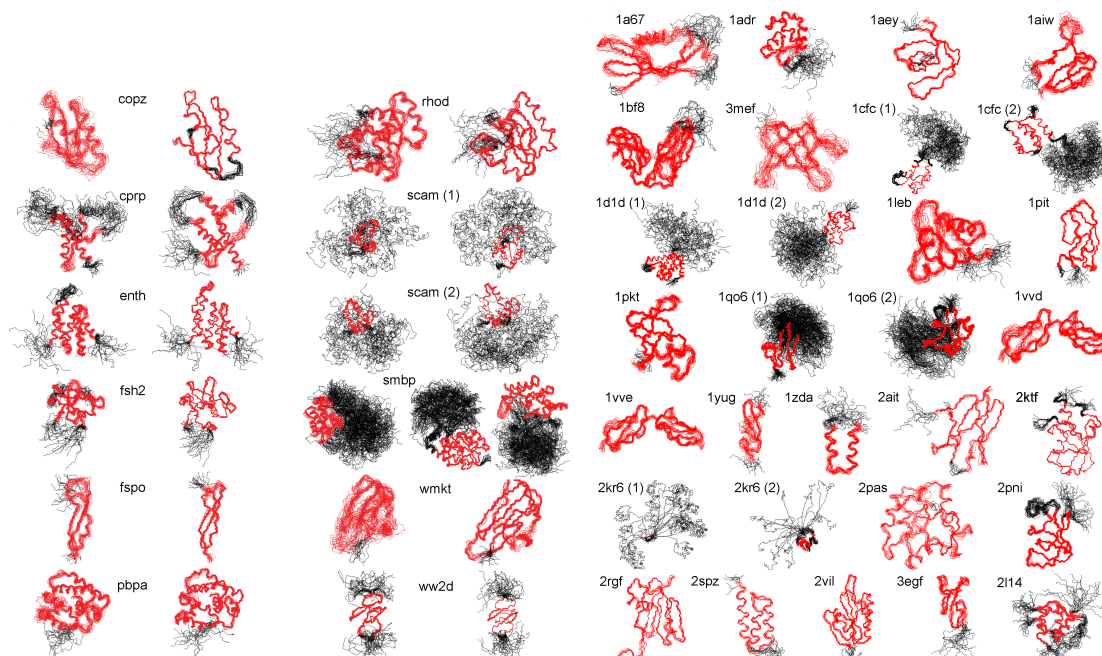 copz
cprp
enth
fsh2
fspo
pbpa
rhod
scam (1)
scam (2)
smbp
wmkt
ww2d
1a67 1adr 1aey 1aiw
1bf8 3mef 1cfc (1) 1cfc (2)
1d1d (1) 1d1d (2) 1leb 1pit
1pkt 1qo6 (1) 1qo6 (2) 1vvd
1vve 1yug 1zda 2ait 2ktf
2kr6 (1) 2kr6 (2) 2pas 2pni
2rgf 2spz 2vil 3egf 2l14